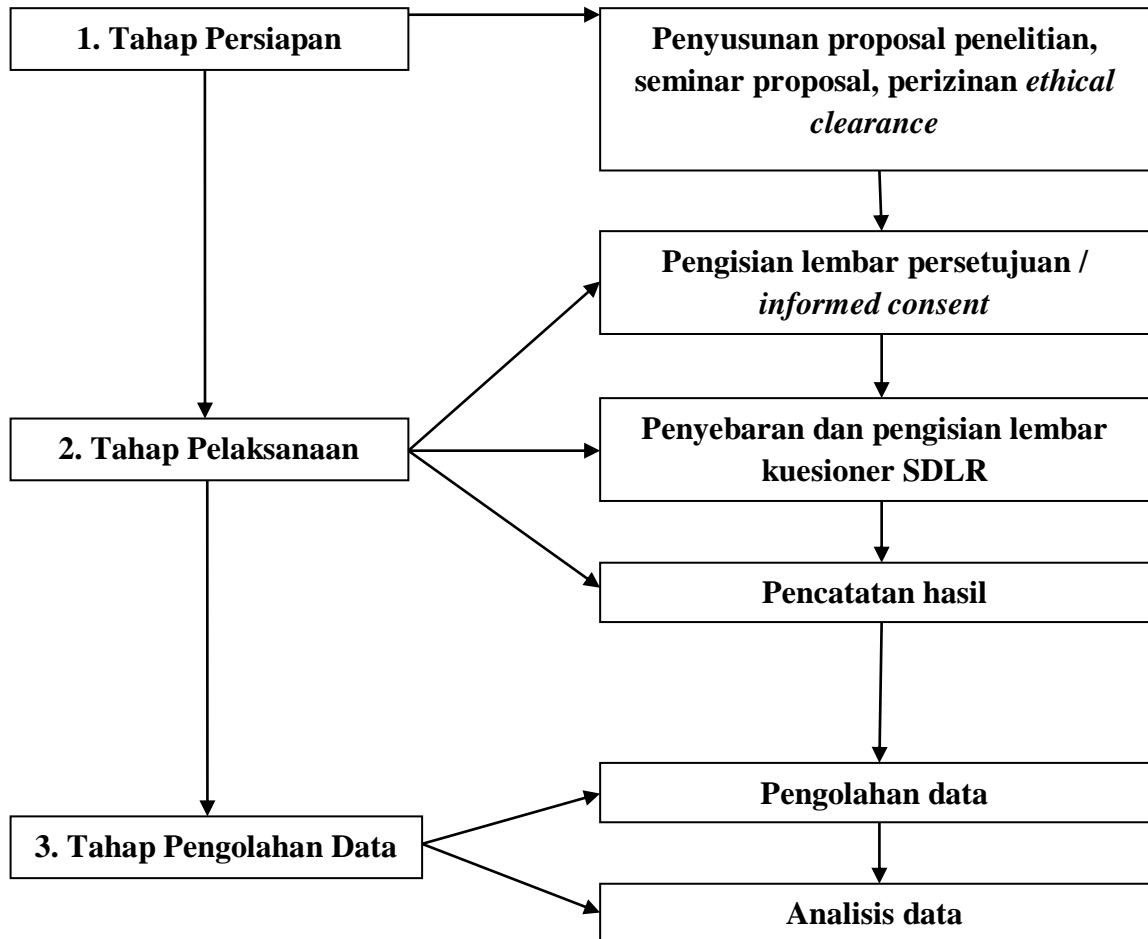 1. Tahap Persiapan
Penyusunan proposal penelitian,
seminar proposal, perizinan ethical
clearance
Pengisian lembar persetujuan /
informed consent
2. Tahap Pelaksanaan
Penyebaran dan pengisian lembar
kuesioner SDLR
Pencatatan hasil
3. Tahap Pengolahan Data
Pengolahan data
Analisis data